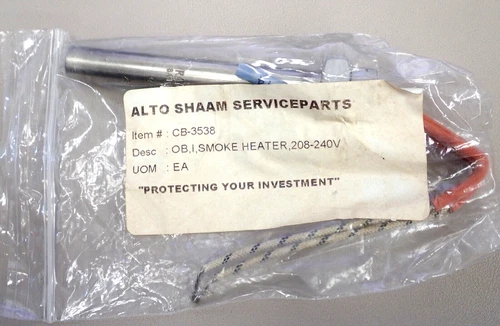 ALTO SHAAM SERVICEPARTS
Item # : CB-3538
Desc : OB,I,SMOKE HEATER,208-240V
UOM : EA
"PROTECTING YOUR INVESTMENT"